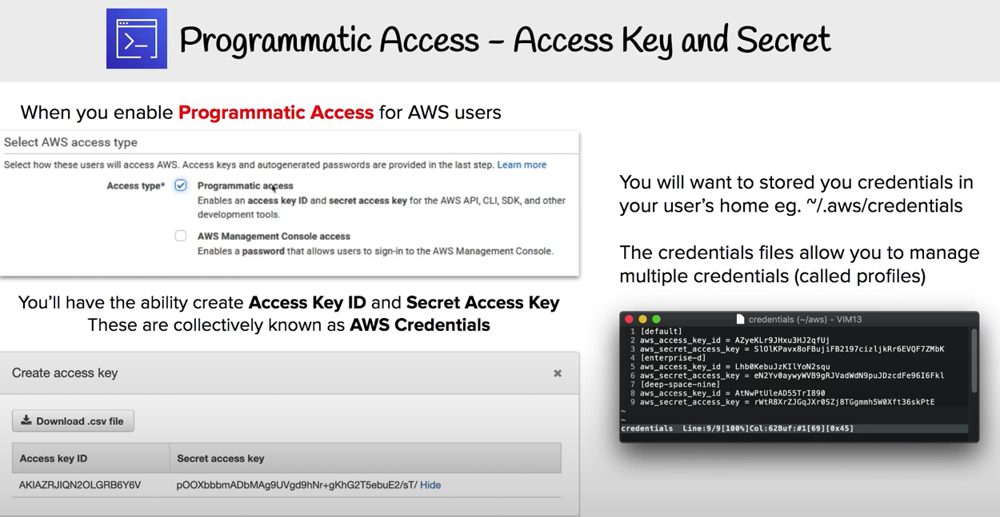 Programmatic Access – Access Key and Secret
When you enable Programmatic Access for AWS users
Select AWS access type
Select how these users will access AWS. Access keys and autogenerated passwords are provided in the last step. Learn more
Access type* Programmatic access
Enables an access key ID and secret access key for the AWS API, CLI, SDK, and other
development tools.
AWS Management Console access
Enables a password that allows users to sign-in to the AWS Management Console.
You'll have the ability create Access Key ID and Secret Access Key
These are collectively known as AWS Credentials
Create access key ×
Download .csv file
Access key ID Secret access key
AKIAZRJIQN2OLGRB6Y6V pOOXbbbmADbMAg9UVgd9hNr+gKhG2T5ebuE2/sT/ Hide
You will want to stored you credentials in
your user's home eg. ~/.aws/credentials
The credentials files allow you to manage
multiple credentials (called profiles)
credentials (~/aws) - VIM13
1 [default]
2 aws_access_key_id = AZyeKLr9JHxu3HJ2qfUj
3 aws_secret_access_key = SlOlKPavx8oFBujiFB2197cizljkRr6EVQF7ZMbK
4 [enterprise-d]
5 aws_access_key_id = Lhb0KebuJzKIlYoN2squ
6 aws_secret_access_key = eN2Yv0aywyWVB9gRJVadWdN9puJDzcdFe96I6Fkl
7 [deep-space-nine]
8 aws_access_key_id = AtNwPtUleAD55TrI890
9 aws_secret_access_key = rWtR8XrZJGqJXr0SZj8TGgmmh5W0Xft36skPtE
~
~
credentials Line:9/9[100%]Col:62Buf:#1[69][0x45]